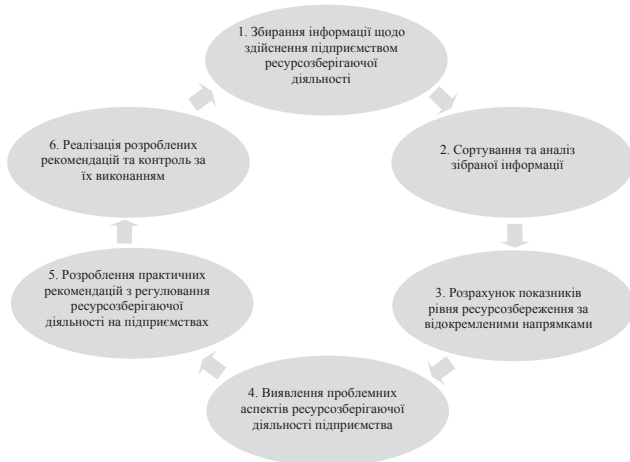 1. Збирання інформації щодо
здійснення підприємством
ресурсозберігаючої
діяльності
2. Сортування та аналіз
зібраної інформації
3. Розрахунок показників
рівня ресурсозбереження за
відокремленими напрямками
4. Виявлення проблемних
аспектів ресурсозберігаючої
діяльності підприємства
5. Розроблення практичних
рекомендацій з регулювання
ресурсозберігаючої
діяльності на підприємствах
6. Реалізація розроблених
рекомендацій та контроль за
їх виконанням